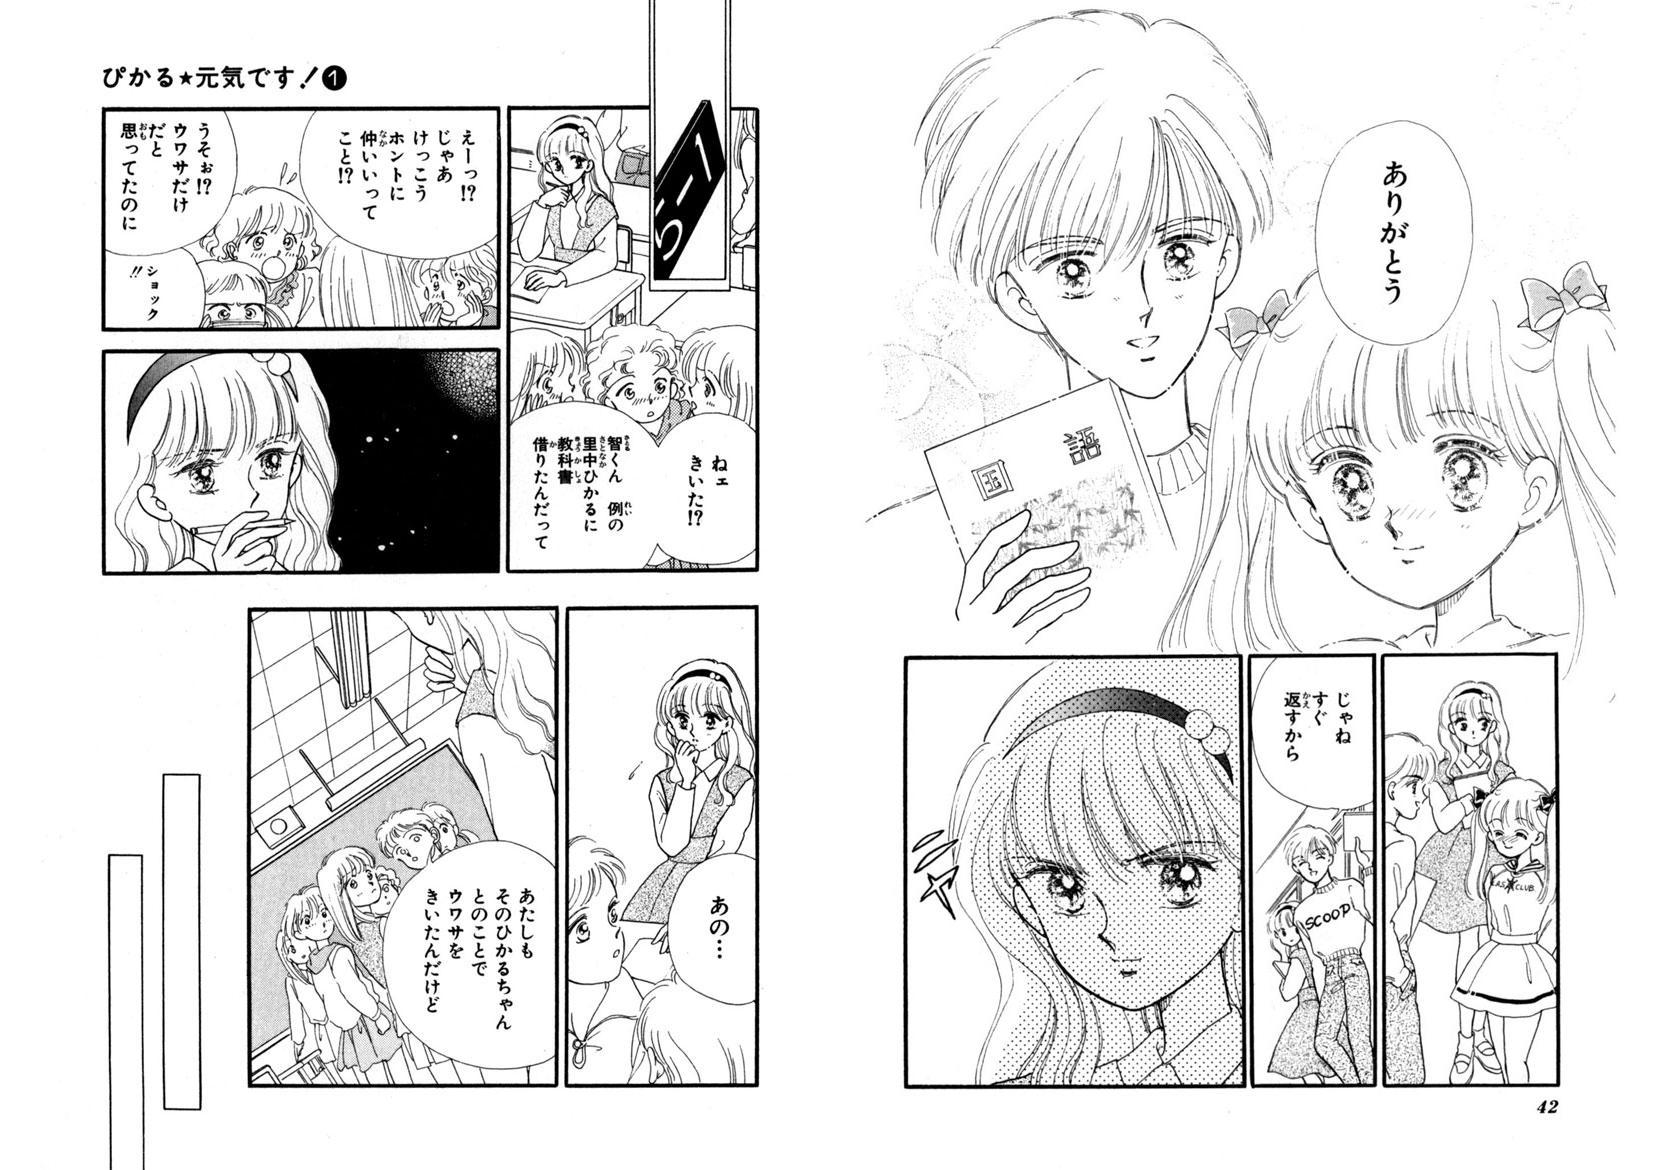 ありがとう
国語
E.R.S. CLUB
じゃね
すぐ
返すから
SCOOP
キッ
42
ぴかる★元気です!❶
5-1
ねェ
きいた!?
智くん 例の
里中ひかるに
教科書
借りたんだって
えーっ!?
じゃあ
けっこう
ホントに
仲いいって
こと!?
うそぉ!?
ウワサだけ
だと
思ってたのに
ショック
!!
あの…
あたしも
そのひかるちゃん
とのことで
ウワサを
きいたんだけど